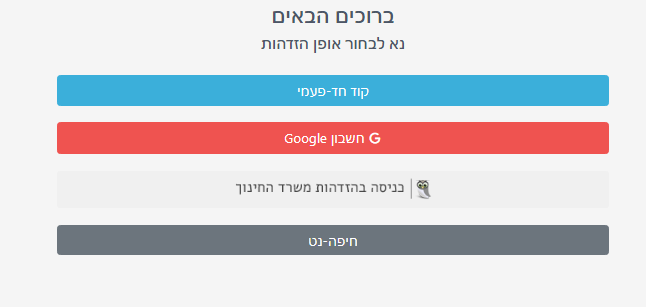 ברוכים הבאים
נא לבחור אופן הזדהות
קוד חד-פעמי
חשבון Google
כניסה בהזדהות משרד החינוך
חיפה-נט